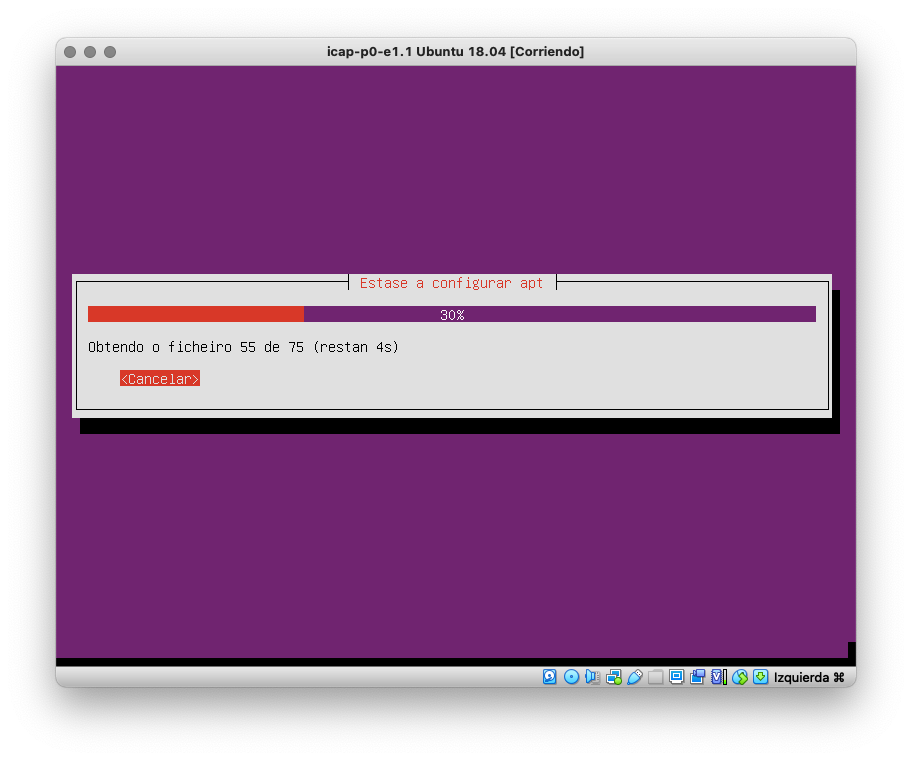 icap-p0-e1.1 Ubuntu 18.04 [Corriendo]
Estase a configurar apt
30%
Obtendo o ficheiro 55 de 75 (restan 4s)
<Cancelar>
Izquierda ⌘